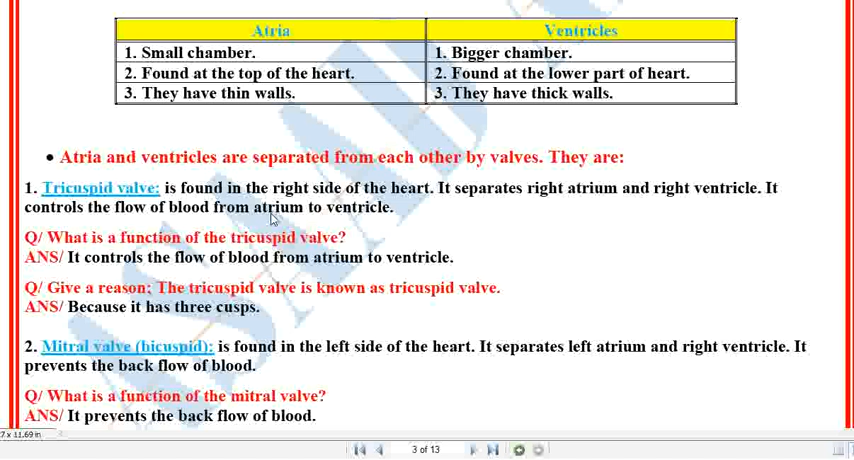 Atria Ventricles
1. Small chamber. 1. Bigger chamber.
2. Found at the top of the heart. 2. Found at the lower part of heart.
3. They have thin walls. 3. They have thick walls.
• Atria and ventricles are separated from each other by valves. They are:
1. Tricuspid valve: is found in the right side of the heart. It separates right atrium and right ventricle. It
controls the flow of blood from atrium to ventricle.
Q/ What is a function of the tricuspid valve?
ANS/ It controls the flow of blood from atrium to ventricle.
Q/ Give a reason: The tricuspid valve is known as tricuspid valve.
ANS/ Because it has three cusps.
2. Mitral valve (bicuspid): is found in the left side of the heart. It separates left atrium and right ventricle. It
prevents the back flow of blood.
Q/ What is a function of the mitral valve?
ANS/ It prevents the back flow of blood.
7 x 11.69 in
3 of 13